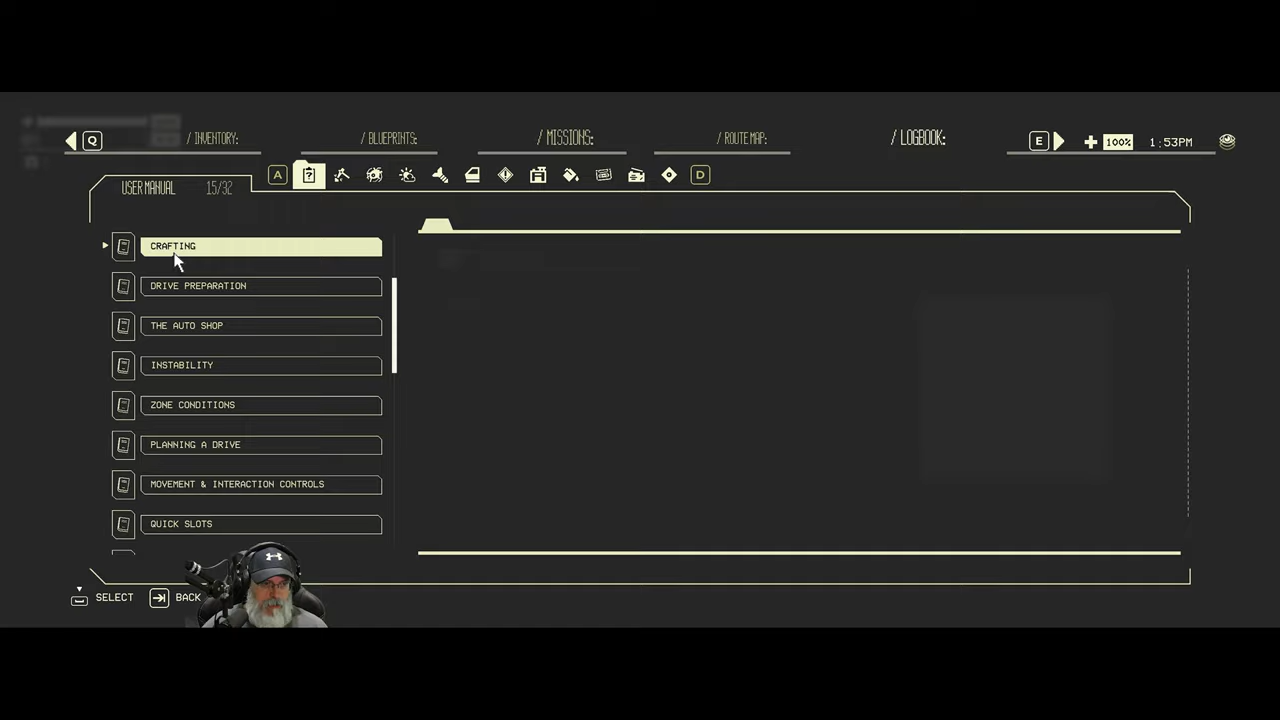 Q / INVENTORY: / BLUEPRINTS: / MISSIONS: / ROUTE MAP: / LOGBOOK: E 100% 1:53PM
A ? D
USER MANUAL 15/32
CRAFTING
DRIVE PREPARATION
THE AUTO SHOP
INSTABILITY
ZONE CONDITIONS
PLANNING A DRIVE
MOVEMENT & INTERACTION CONTROLS
QUICK SLOTS
SELECT BACK